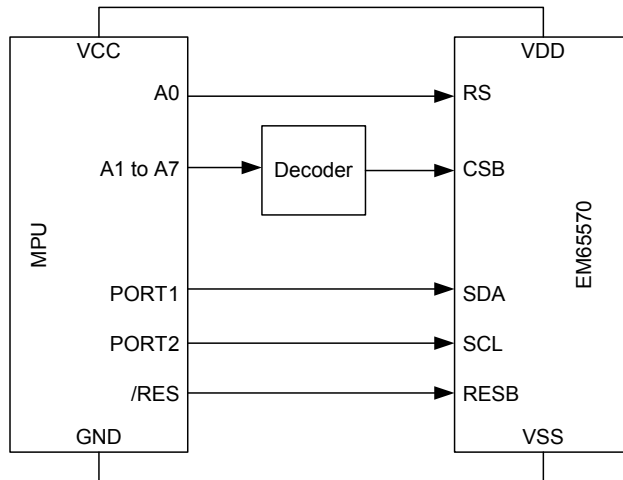 VCC
VDD
A0
RS
A1 to A7
Decoder
CSB
MPU
EM65570
PORT1
SDA
PORT2
SCL
/RES
RESB
GND
VSS